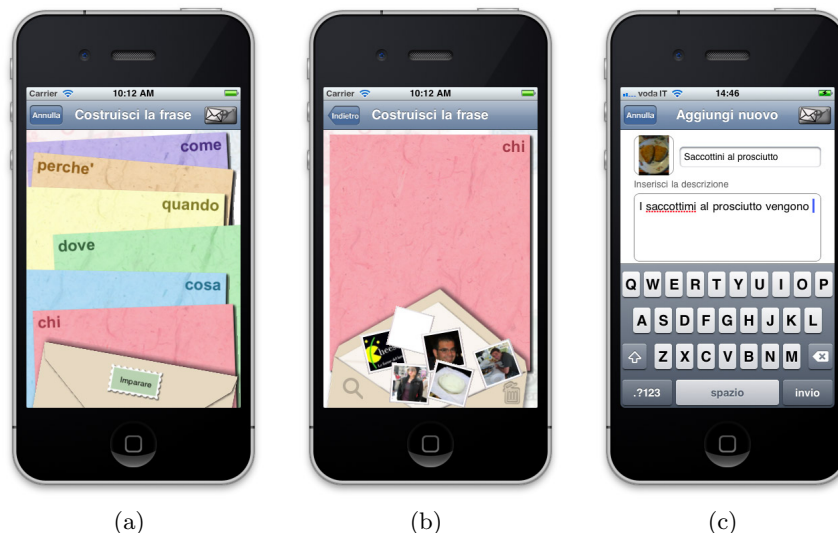 Carrier 10:12 AM
Annulla Costruisci la frase
come
perche'
quando
dove
cosa
chi
Imparare
(a)
Carrier 10:12 AM
Indietro Costruisci la frase
chi
(b)
voda IT 14:46
Annulla Aggiungi nuovo
Saccottini al prosciutto
Inserisci la descrizione
I saccottimi al prosciutto vengono
Q W E R T Y U I O P
A S D F G H J K L
Z X C V B N M
.?123 spazio invio
(c)